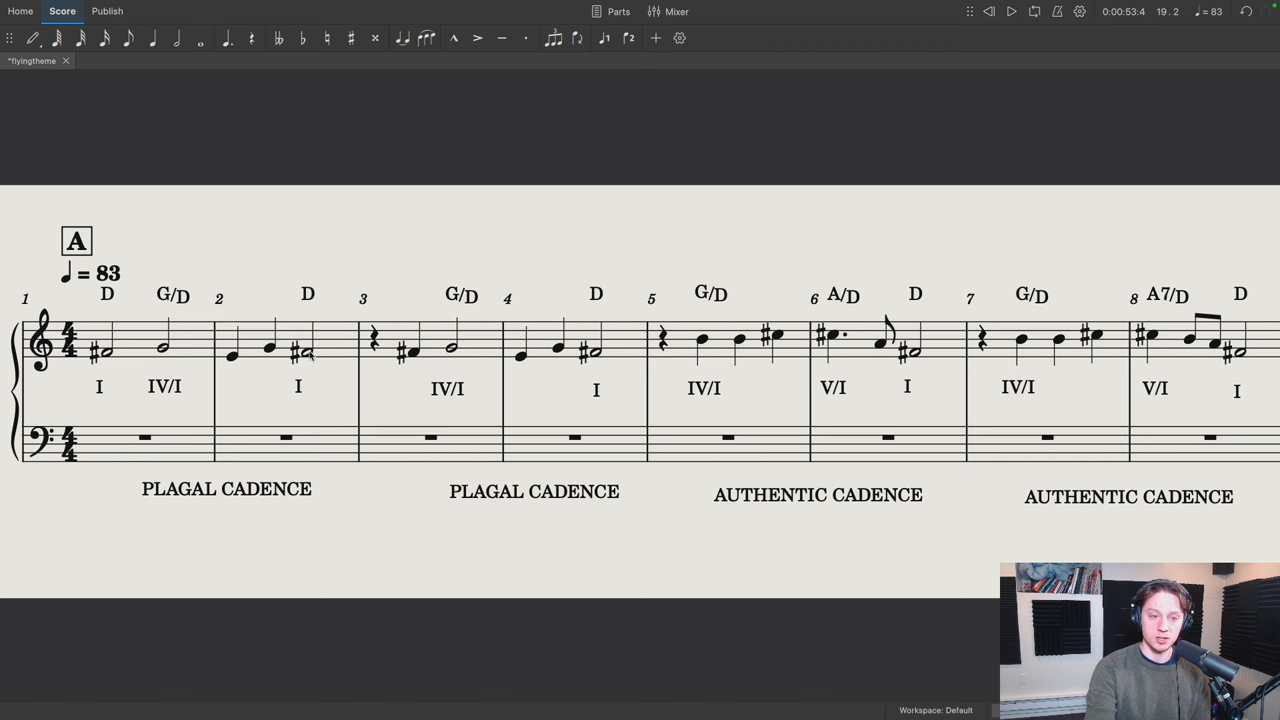 Home Score Publish Parts Mixer 0:00:53:4 19 . 2 ♩= 83
*flyingtheme
A
♩ = 83
1 D G/D 2 D 3 G/D 4 D 5 G/D 6 A/D D 7 G/D 8 A7/D D
I IV/I I IV/I I IV/I V/I I IV/I V/I I
PLAGAL CADENCE PLAGAL CADENCE AUTHENTIC CADENCE AUTHENTIC CADENCE
Workspace: Default